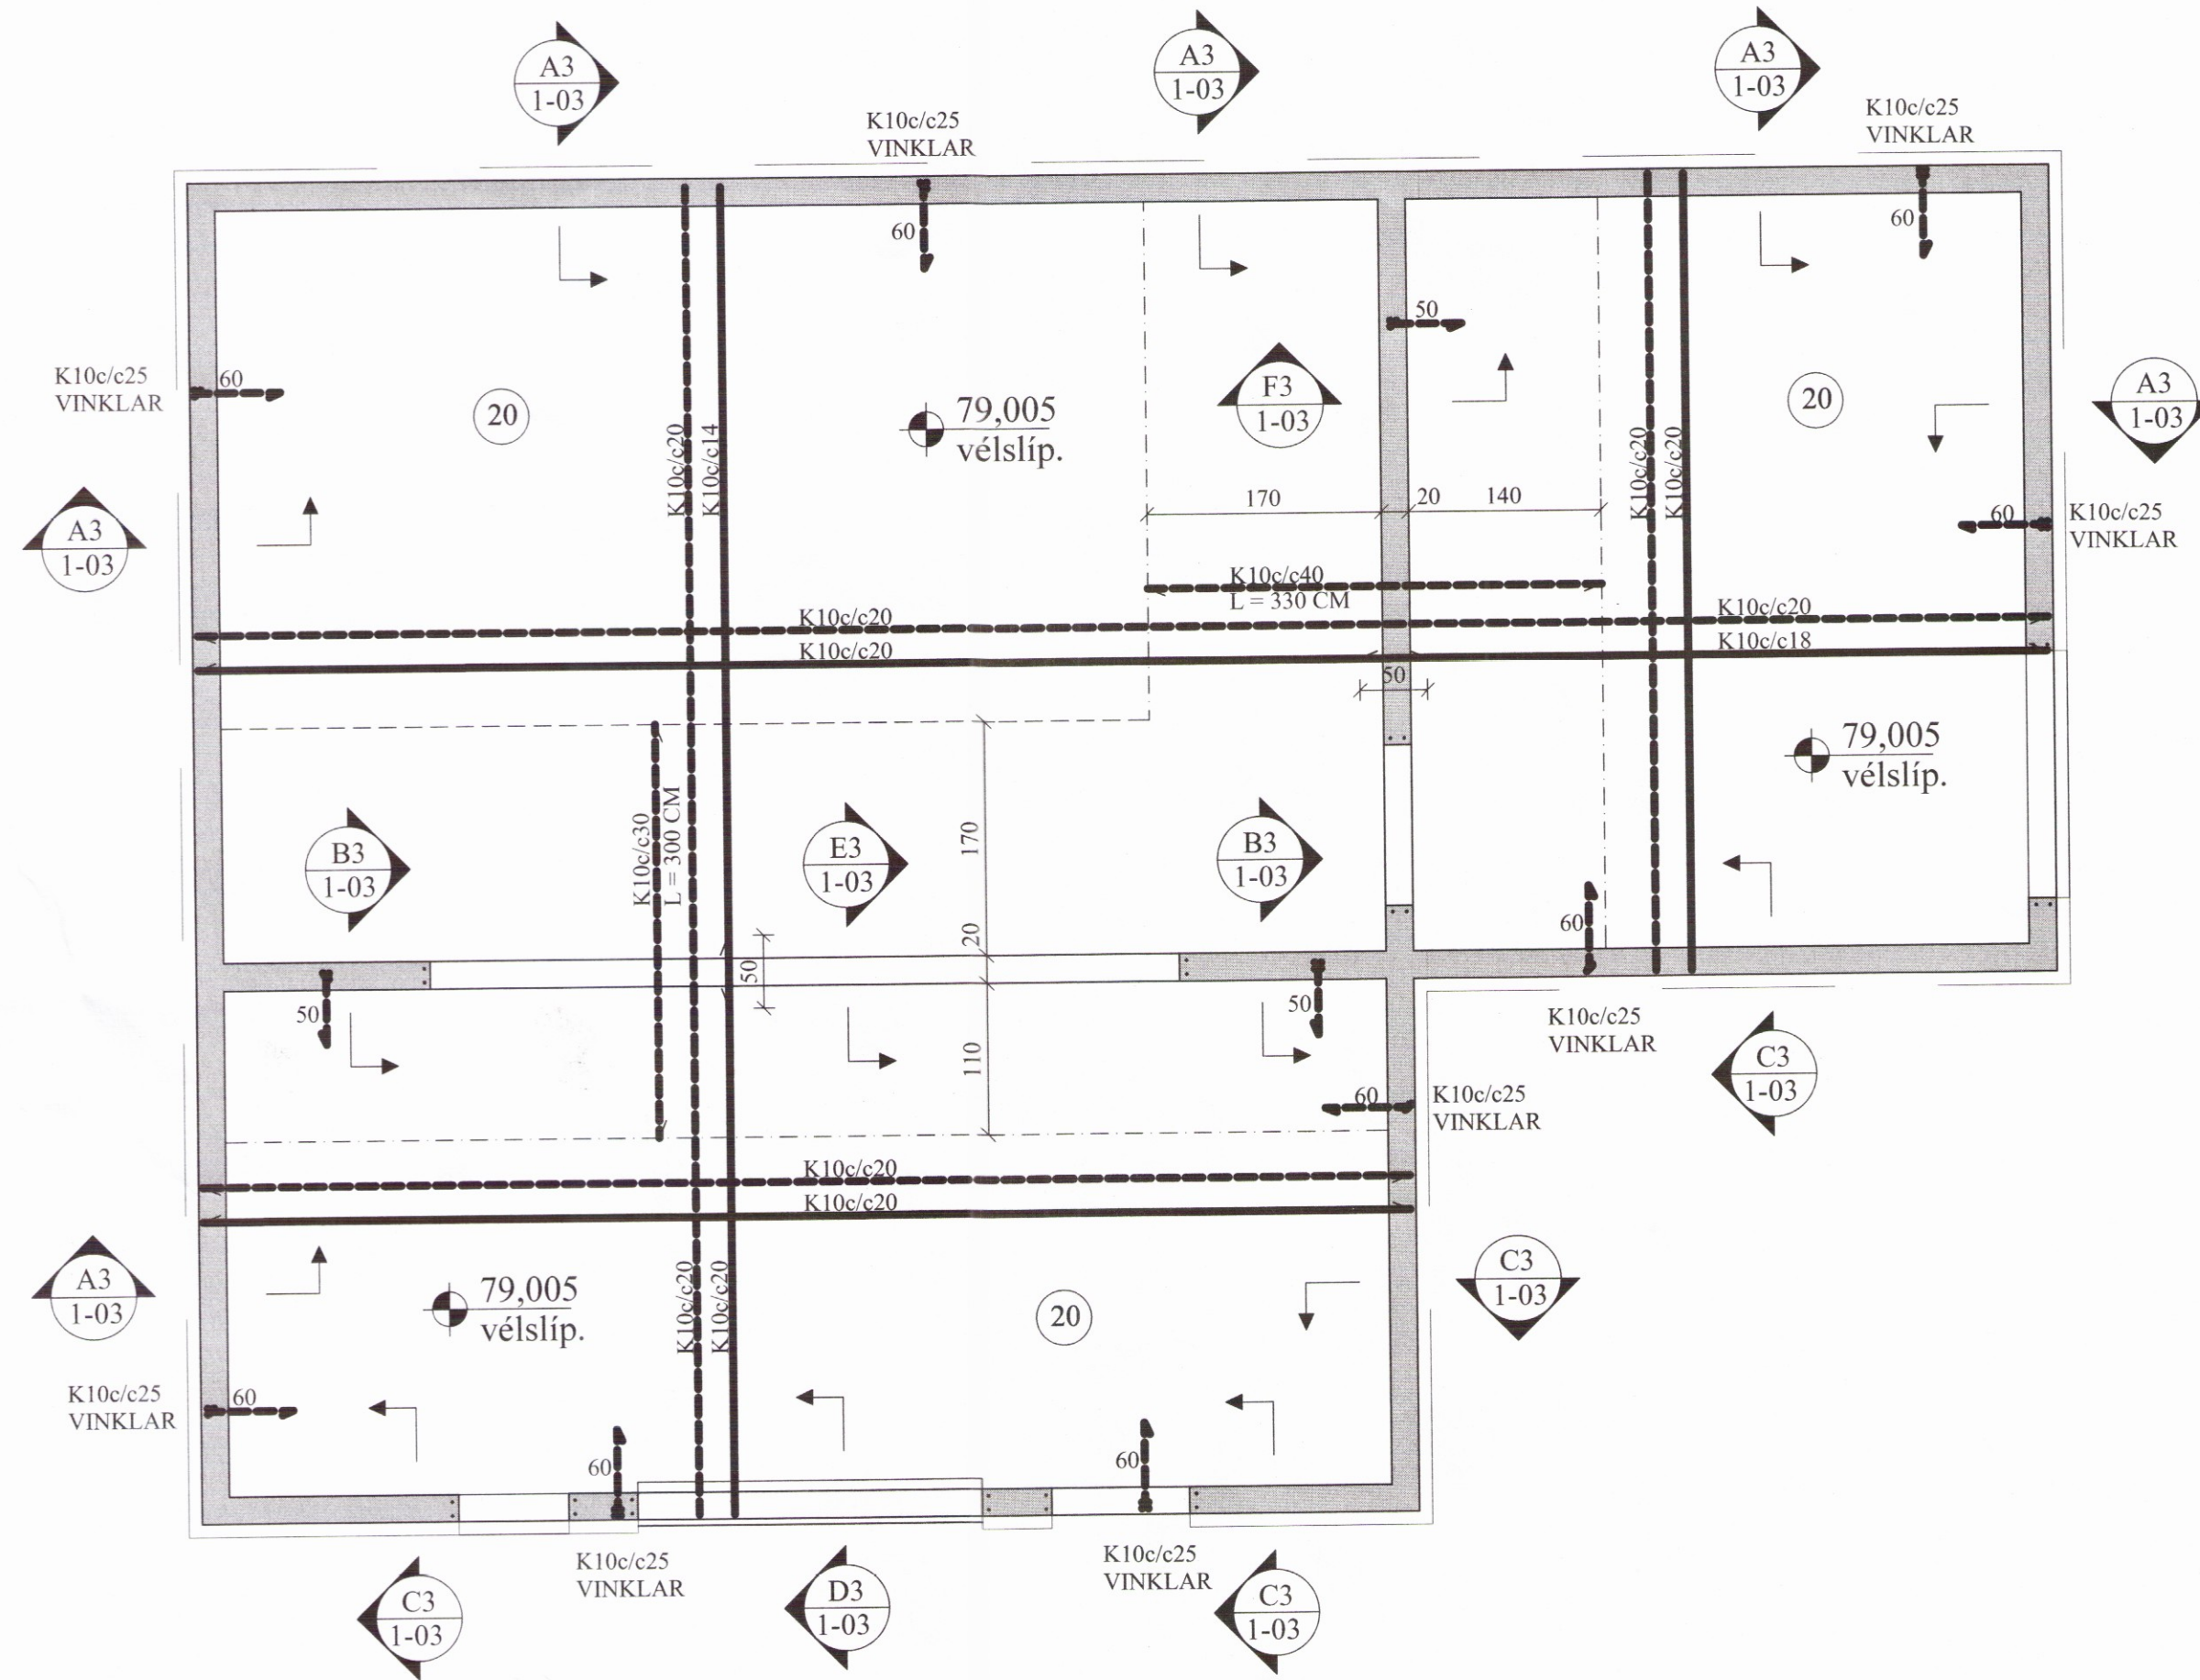 A3
1-03
A3
1-03
A3
1-03
K10c/c25
VINKLAR
K10c/c25
VINKLAR
60
60
50
K10c/c25
VINKLAR
60
20
79,005
vélslíp.
F3
1-03
20
A3
1-03
K10c/c20
K10c/c14
K10c/c20
K10c/c20
170
20
140
A3
1-03
60
K10c/c25
VINKLAR
K10c/c40
L = 330 CM
K10c/c20
K10c/c20
K10c/c20
K10c/c18
50
79,005
vélslíp.
B3
1-03
K10c/c30
L = 300 CM
E3
1-03
170
B3
1-03
20
60
50
50
50
K10c/c25
VINKLAR
C3
1-03
110
60
K10c/c25
VINKLAR
K10c/c20
K10c/c20
A3
1-03
79,005
vélslíp.
K10c/c20
K10c/c20
20
C3
1-03
K10c/c25
VINKLAR
60
60
60
K10c/c25
VINKLAR
K10c/c25
VINKLAR
C3
1-03
D3
1-03
C3
1-03